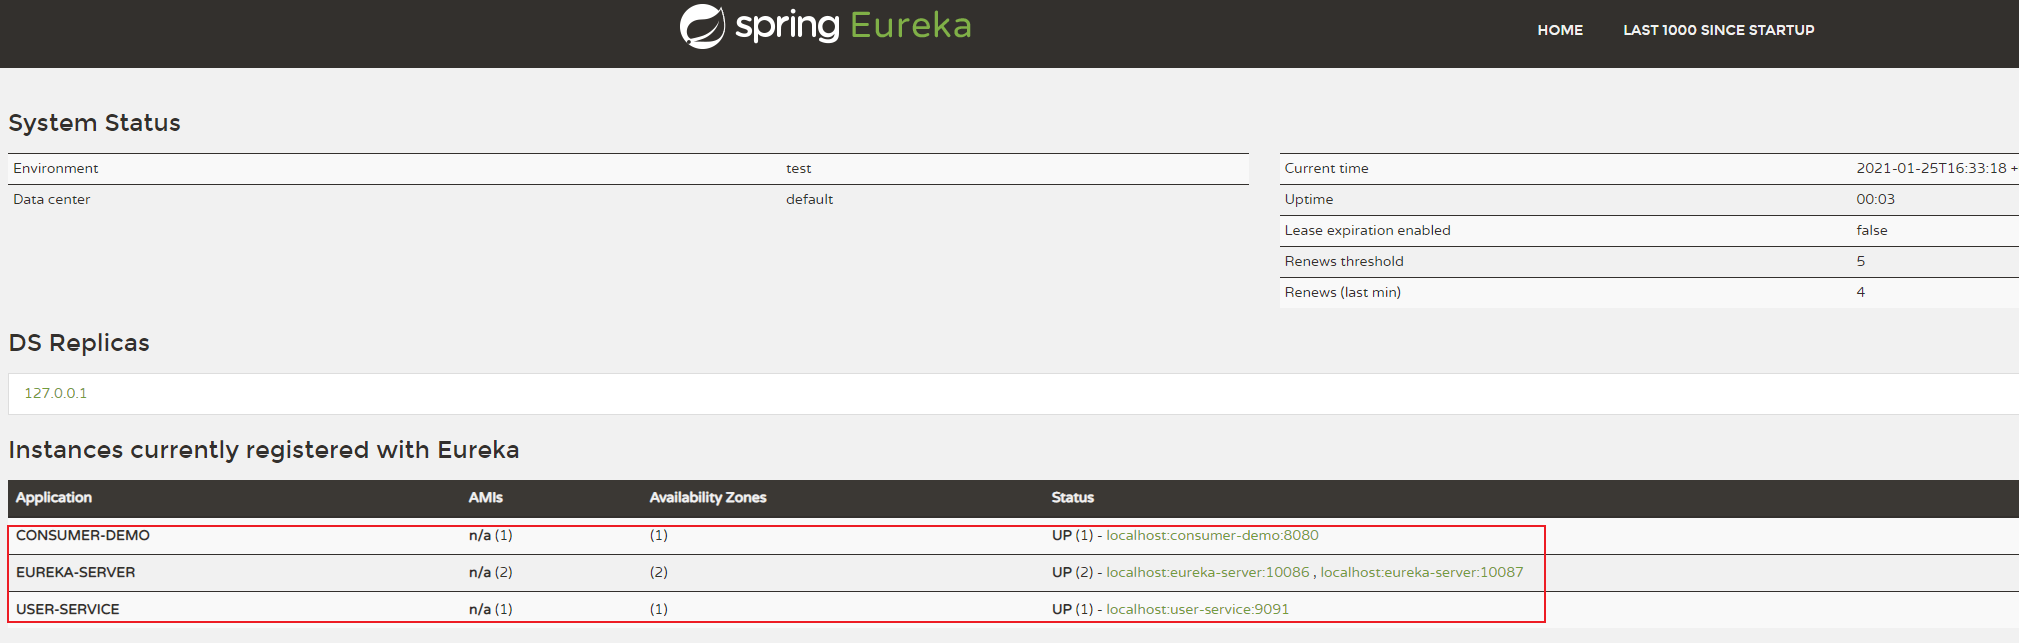 spring Eureka
HOME LAST 1000 SINCE STARTUP
System Status
Environment test
Data center default
Current time 2021-01-25T16:33:18 +
Uptime 00:03
Lease expiration enabled false
Renews threshold 5
Renews (last min) 4
DS Replicas
127.0.0.1
Instances currently registered with Eureka
Application AMIs Availability Zones Status
CONSUMER-DEMO n/a (1) (1) UP (1) - localhost:consumer-demo:8080
EUREKA-SERVER n/a (2) (2) UP (2) - localhost:eureka-server:10086 , localhost:eureka-server:10087
USER-SERVICE n/a (1) (1) UP (1) - localhost:user-service:9091